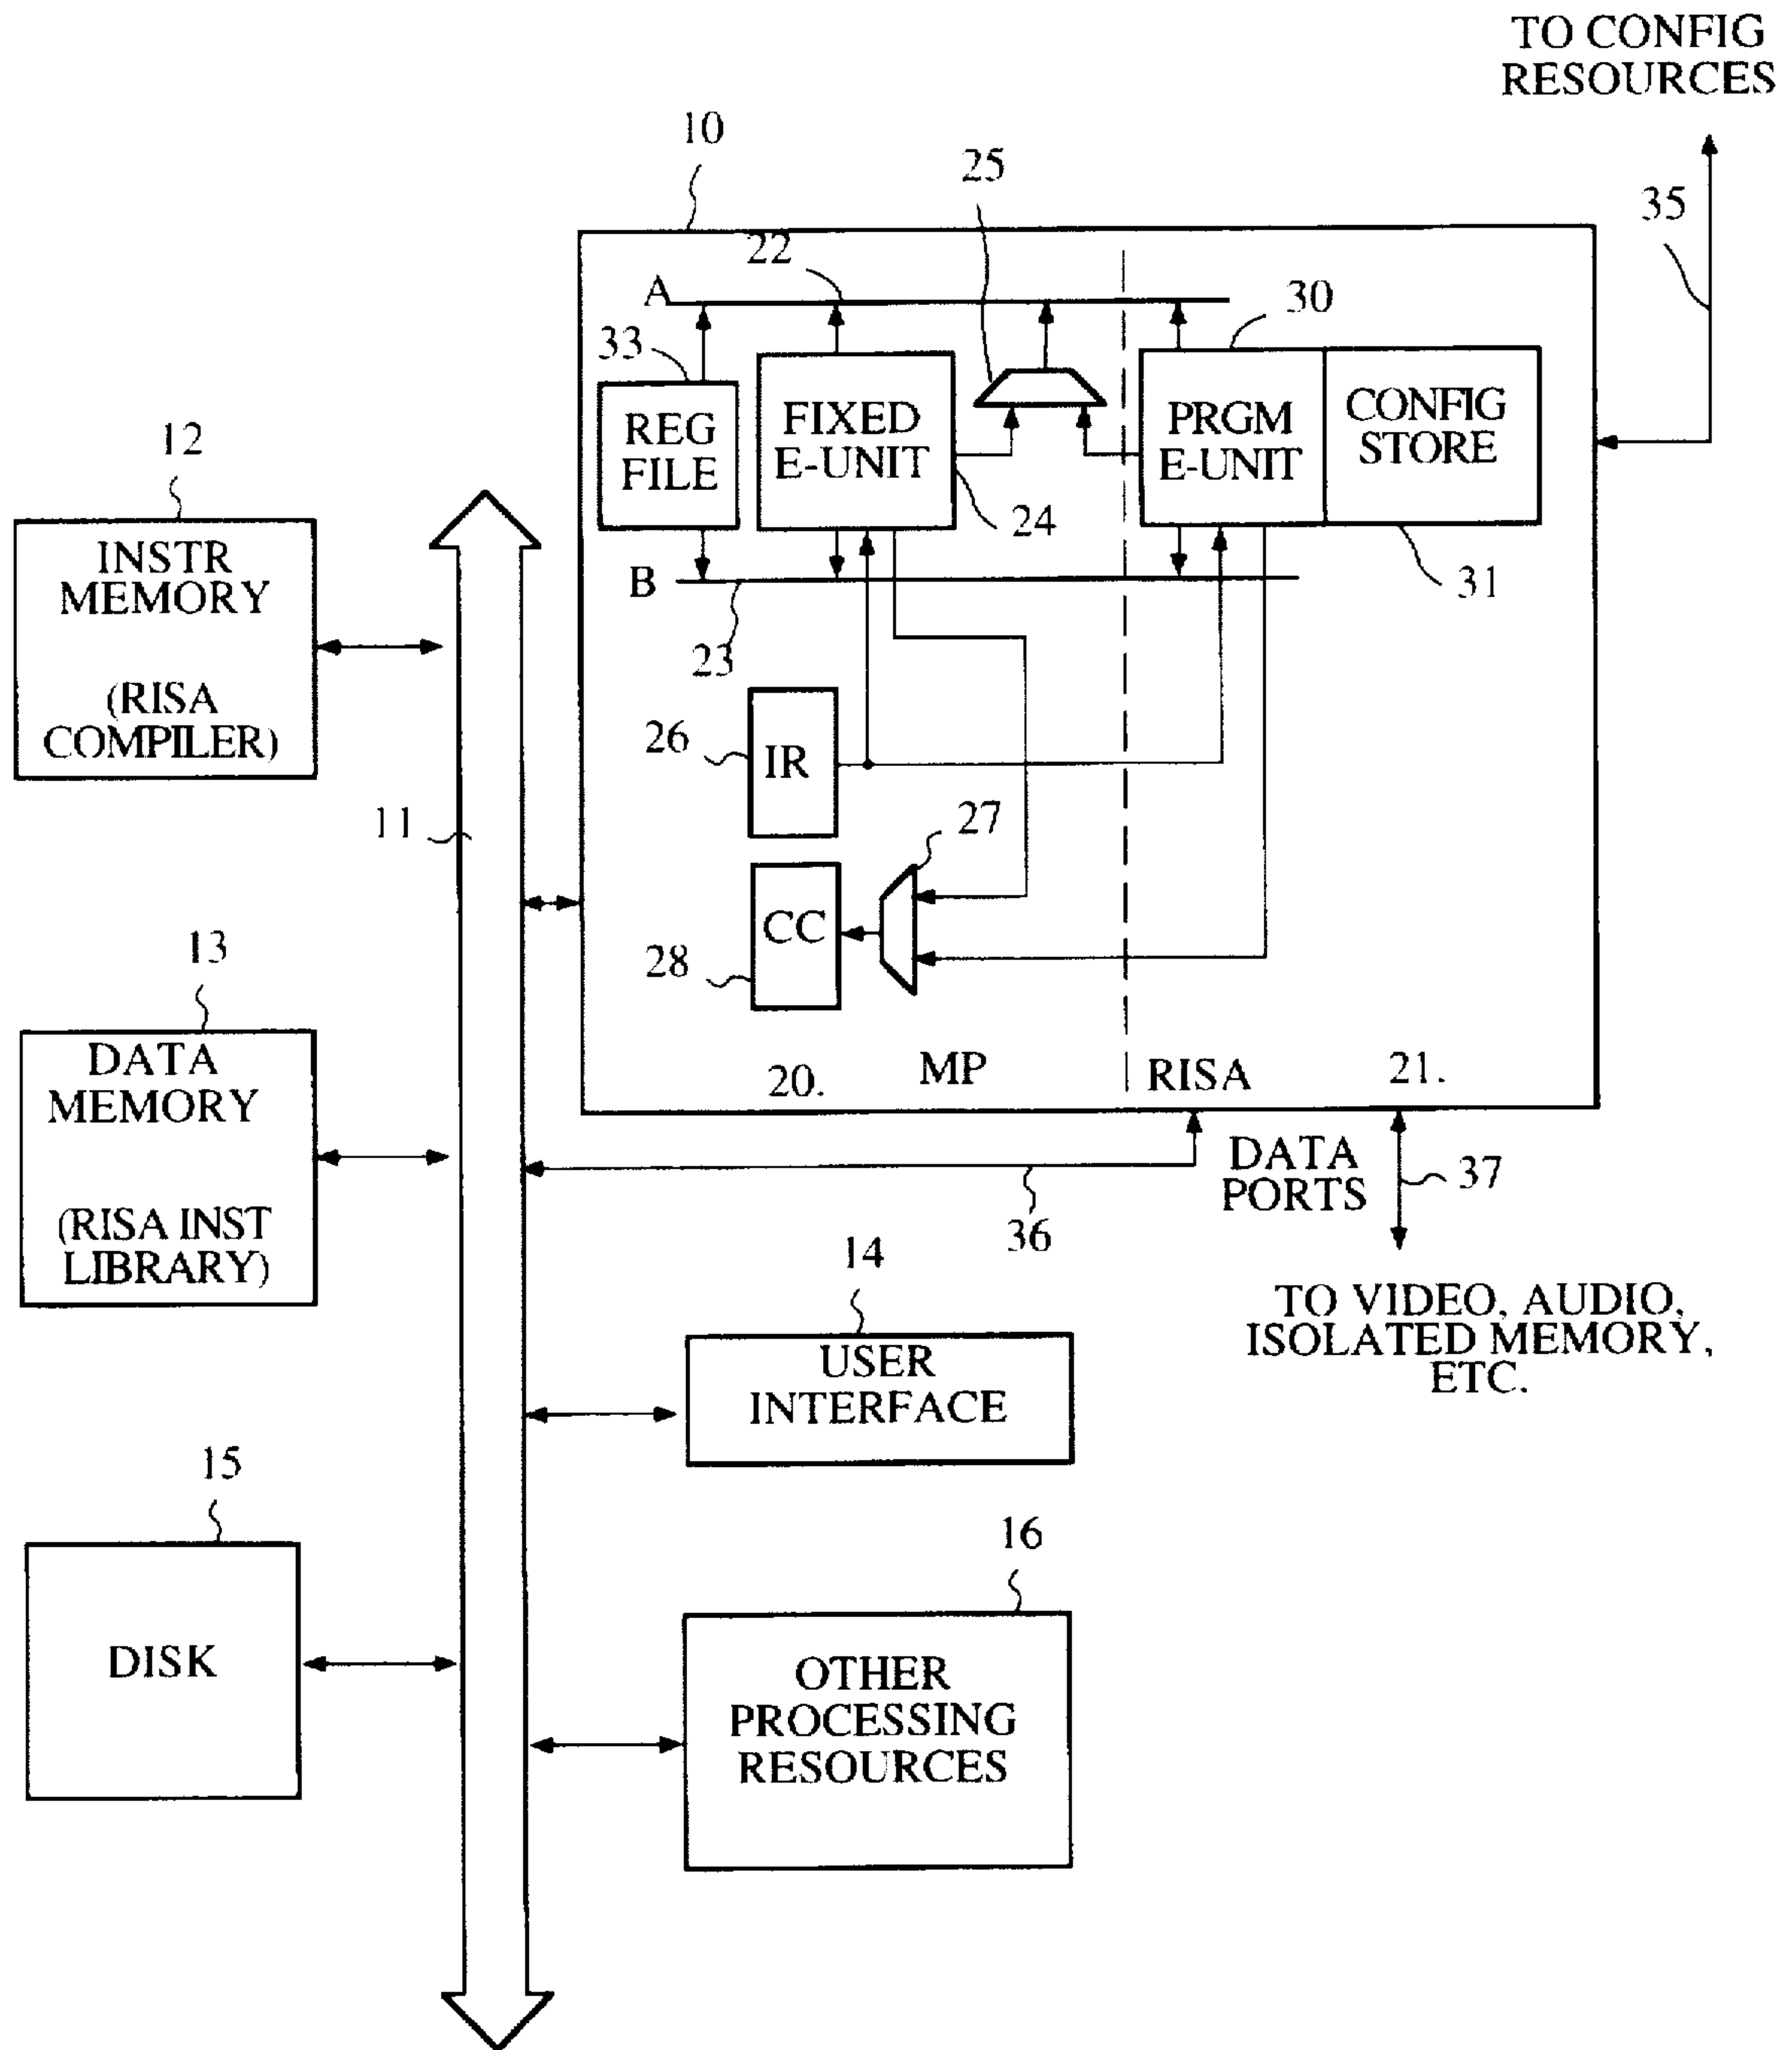 TO CONFIG
RESOURCES
10
25
35
22
A
30
33
REG
FILE
FIXED
E-UNIT
PRGM
E-UNIT
CONFIG
STORE
12
24
INSTR
MEMORY
(RISA
COMPILER)
B
31
23
26
IR
11
27
CC
28
13
DATA
MEMORY
(RISA INST
LIBRARY)
20.
MP
RISA
21.
DATA
PORTS
37
36
14
TO VIDEO, AUDIO,
ISOLATED MEMORY,
ETC.
USER
INTERFACE
15
DISK
16
OTHER
PROCESSING
RESOURCES